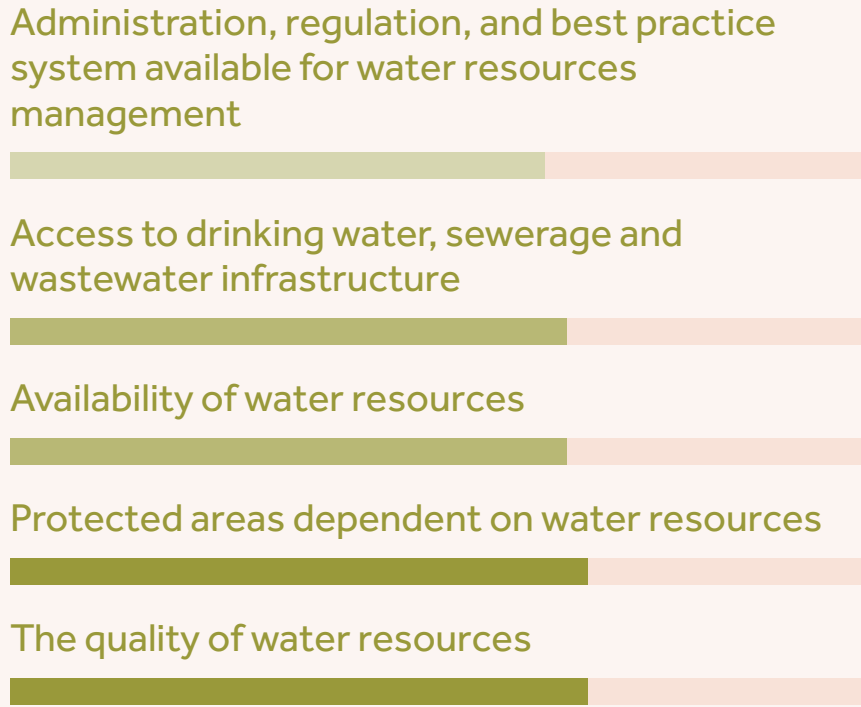 Administration, regulation, and best practice
system available for water resources
management
Access to drinking water, sewerage and
wastewater infrastructure
Availability of water resources
Protected areas dependent on water resources
The quality of water resources